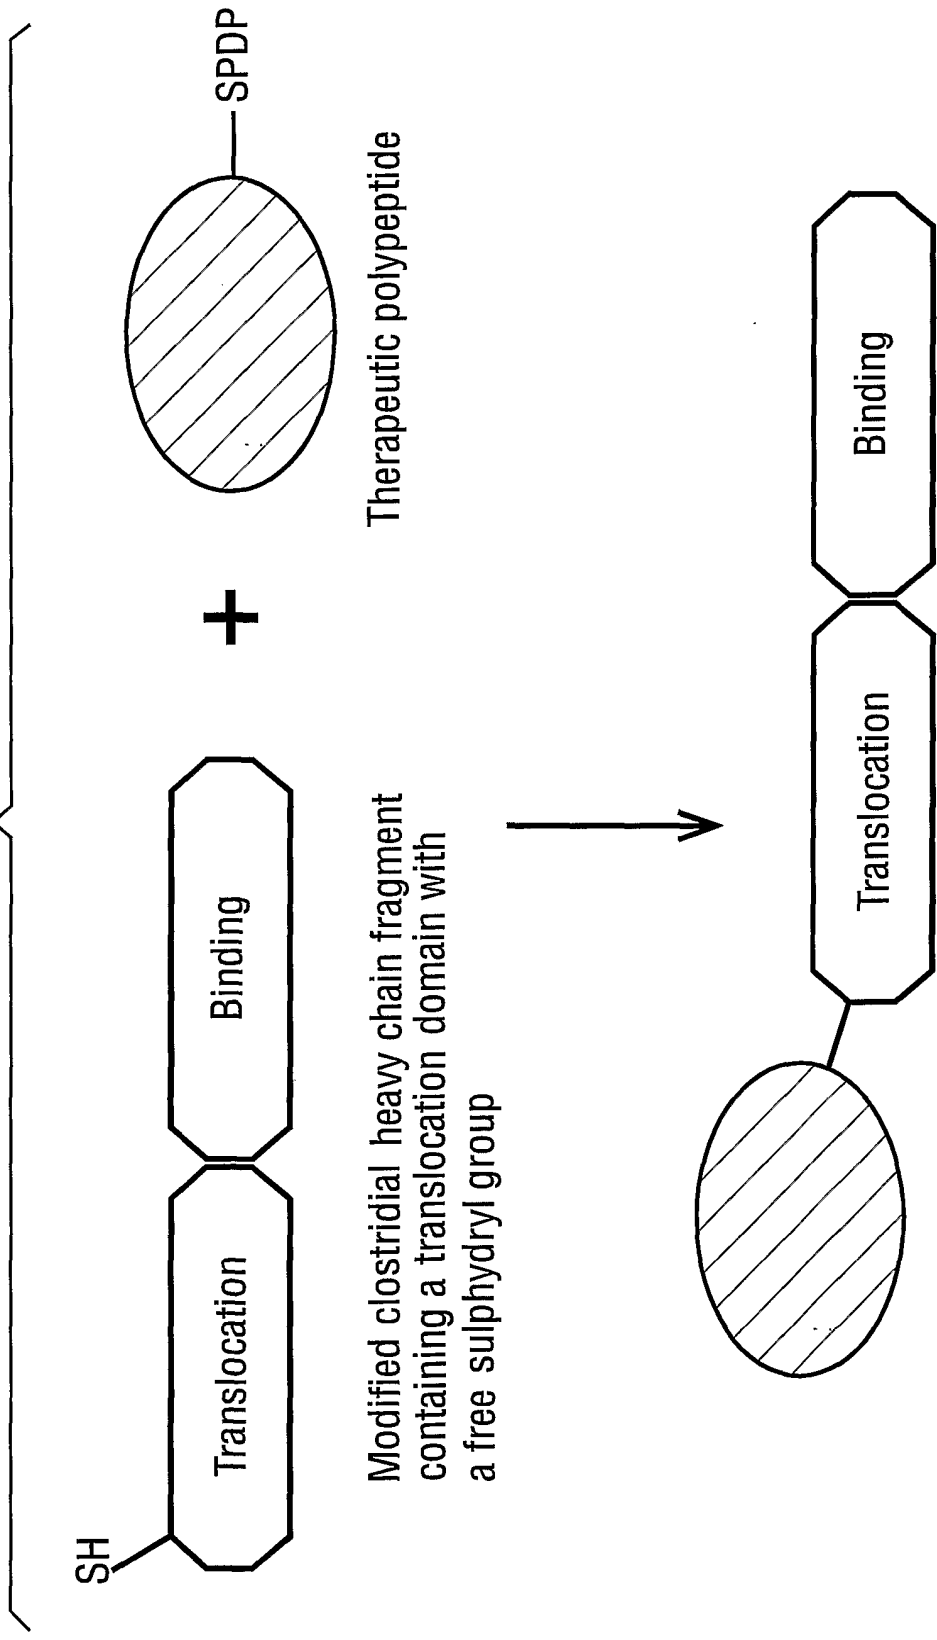 SH
Translocation
Binding
+
SPDP
Modified clostridial heavy chain fragment
containing a translocation domain with
a free sulphydryl group
Therapeutic polypeptide
Translocation
Binding